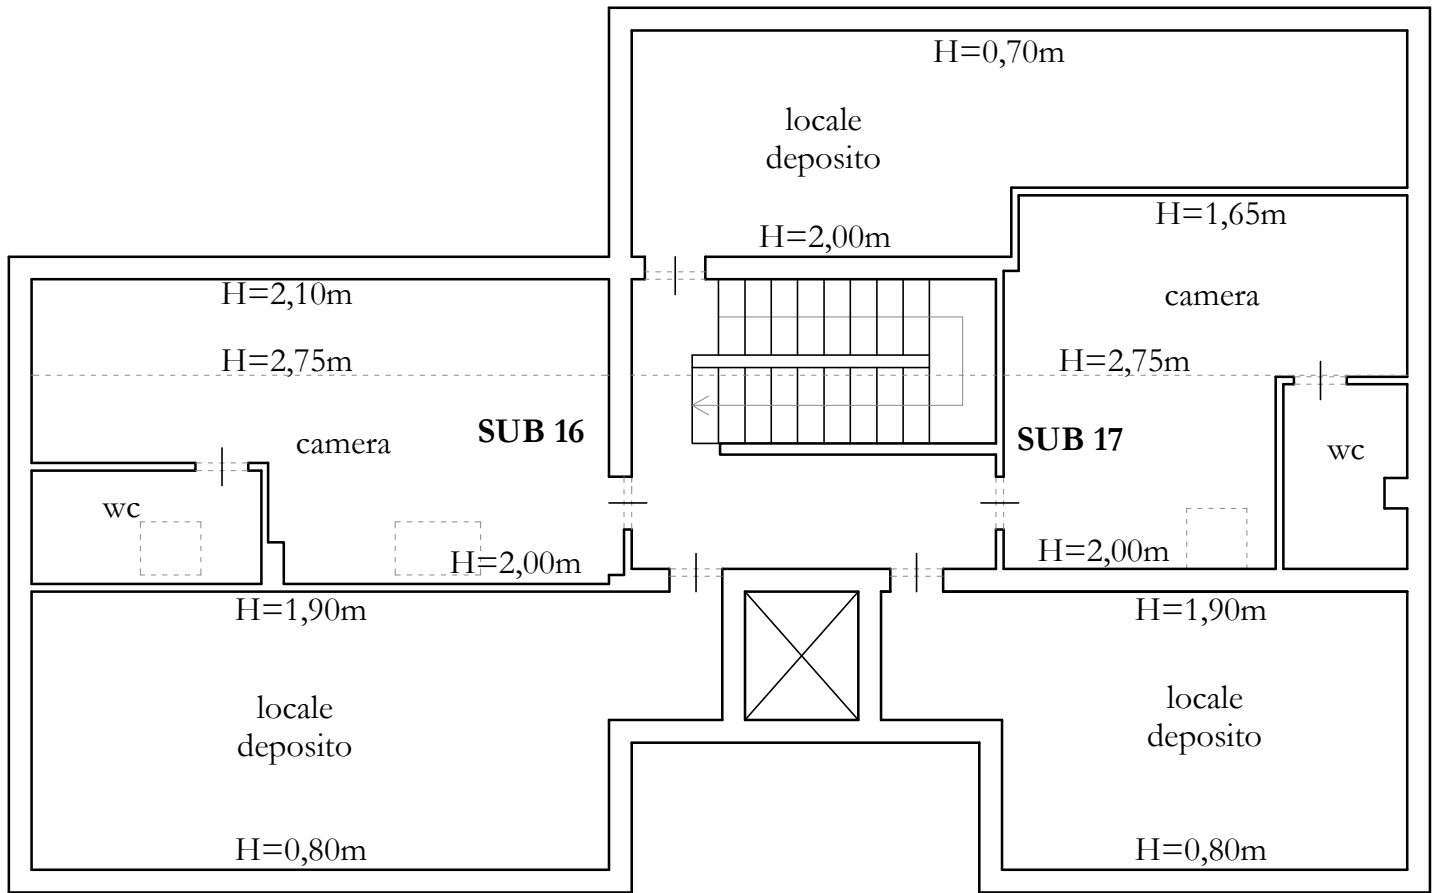 H=0,70m
locale
deposito
H=1,65m
H=2,00m
H=2,10m
camera
H=2,75m
H=2,75m
camera
SUB 16
SUB 17
wc
wc
H=2,00m
H=2,00m
H=1,90m
H=1,90m
locale
deposito
locale
deposito
H=0,80m
H=0,80m